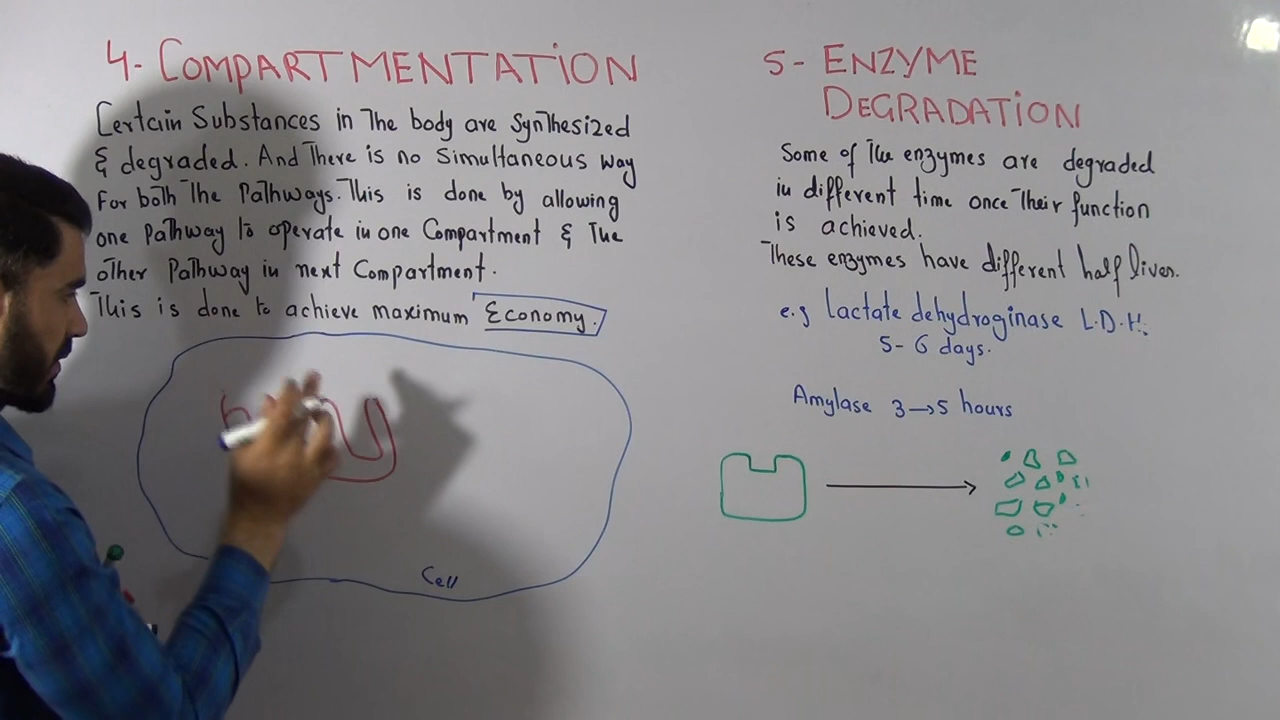 4- COMPARTMENTATION
Certain Substances in The body are Synthesized
& degraded. And There is no Simultaneous way
For both The Pathways. This is done by allowing
one Pathway to operate in one Compartment & The
other Pathway in next Compartment.
This is done to achieve maximum Economy.
Cell
5- ENZYME
DEGRADATION
Some of The enzymes are degraded
in different time once Their function
is achieved.
These enzymes have different half lives.
e.g Lactate dehydroginase L.D.H.
5-6 days.
Amylase 3→5 hours